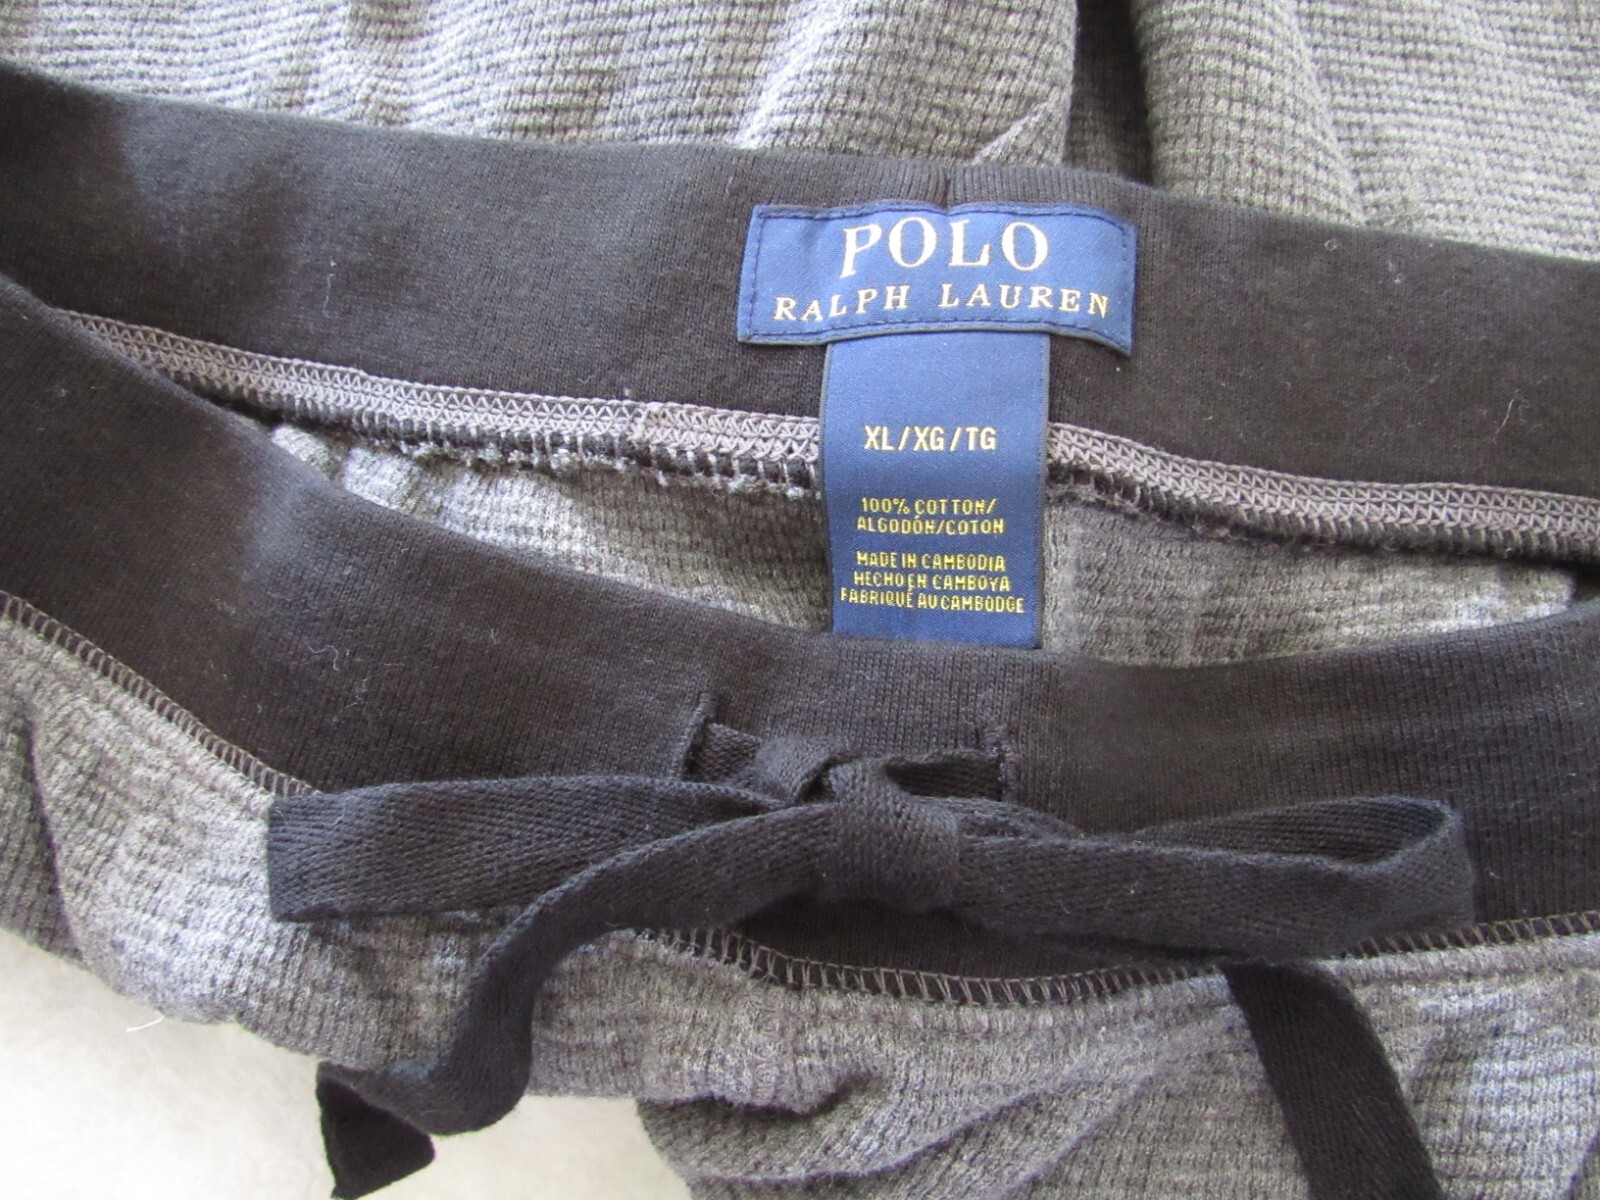 POLO
RALPH LAUREN
XL/XG/TG
100% COTTON/
ALGODÓN/COTON
MADE IN CAMBODIA
HECHO EN CAMBOYA
FABRIQUÉ AU CAMBODGE